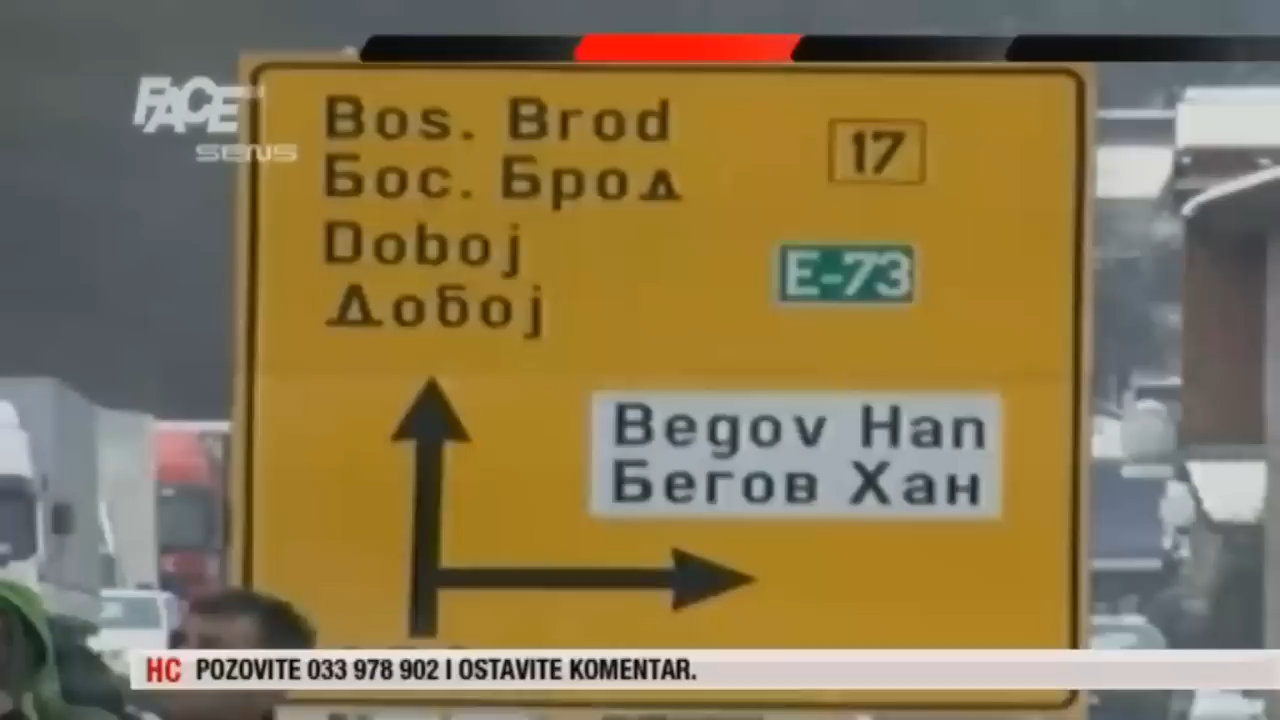 FACE
SENS
Bos. Brod
Бос. Брод
17
Doboj
Добој
E-73
Begov Han
Бегов Хан
HC POZOVITE 033 978 902 I OSTAVITE KOMENTAR.